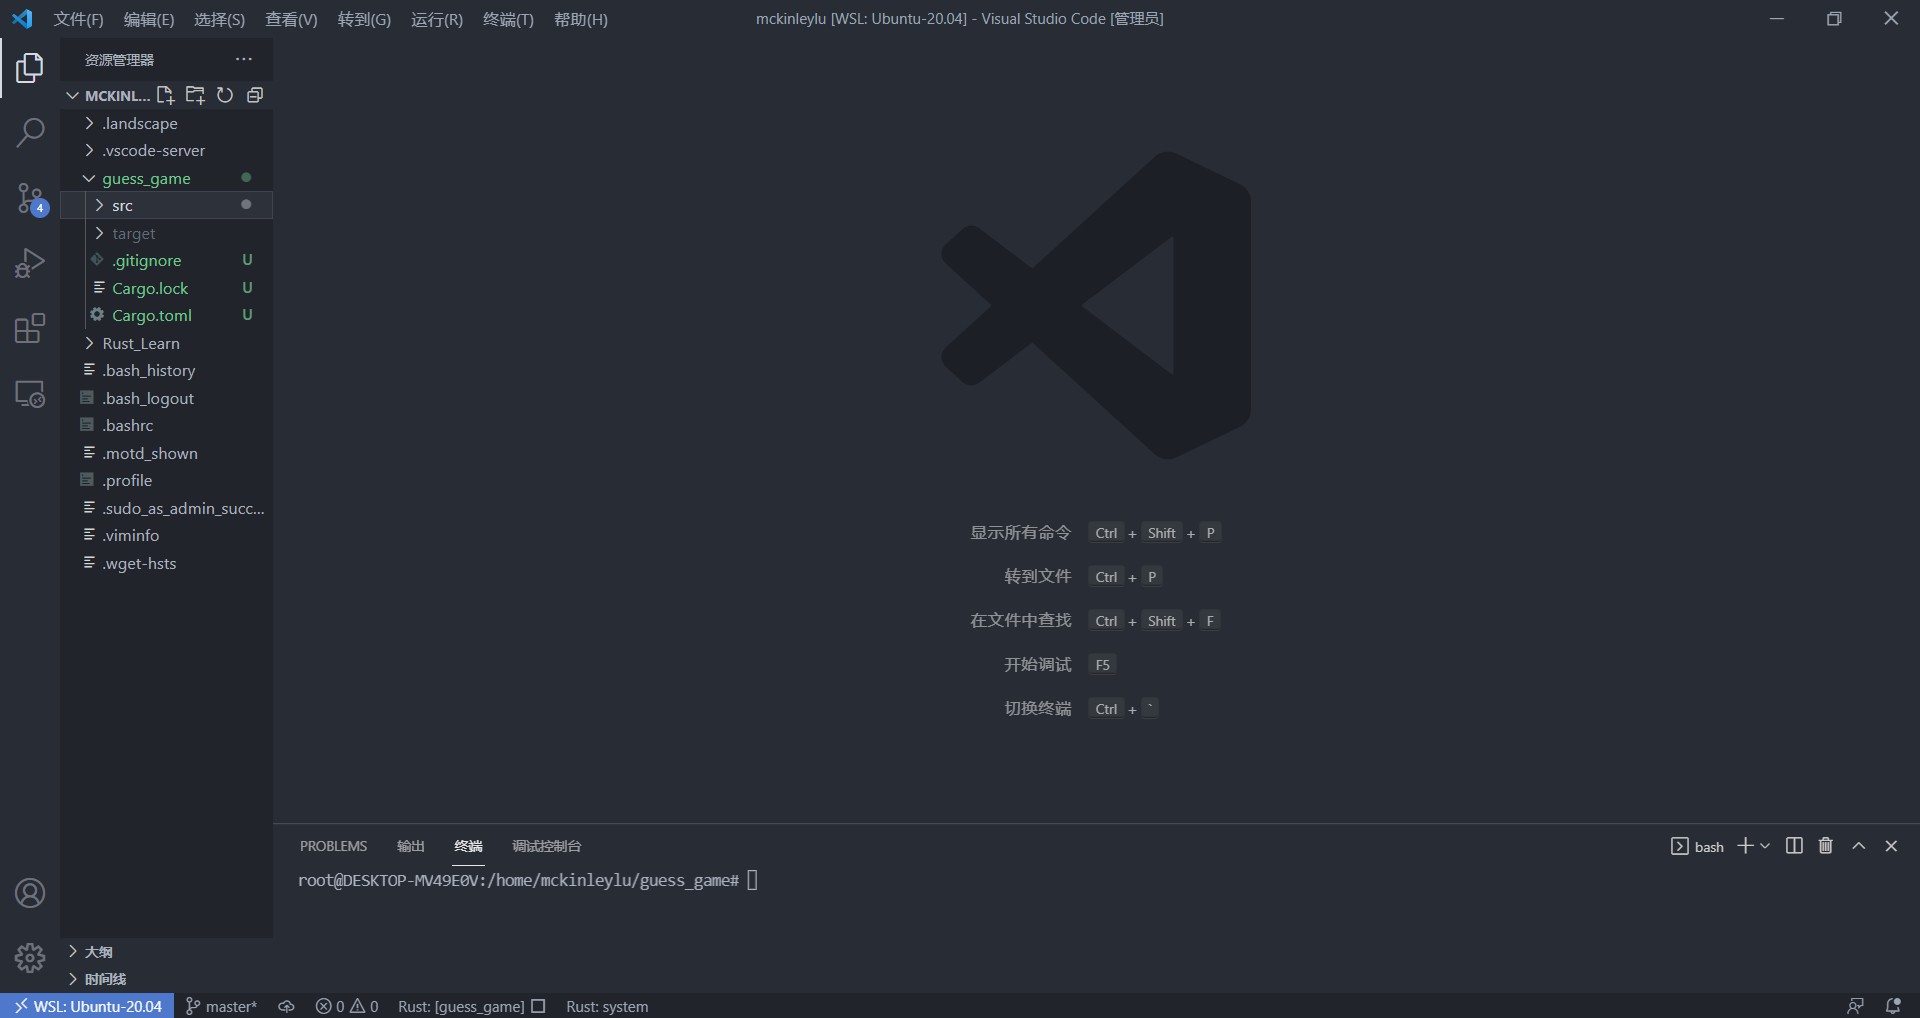 文件(F) 编辑(E) 选择(S) 查看(V) 转到(G) 运行(R) 终端(T) 帮助(H) mckinleylu [WSL: Ubuntu-20.04] - Visual Studio Code [管理员]
资源管理器 ...
MCKINL...
.landscape
.vscode-server
guess_game
src
target
.gitignore U
Cargo.lock U
Cargo.toml U
Rust_Learn
.bash_history
.bash_logout
.bashrc
.motd_shown
.profile
.sudo_as_admin_succ...
.viminfo
.wget-hsts
4
大纲
时间线
显示所有命令 Ctrl + Shift + P
转到文件 Ctrl + P
在文件中查找 Ctrl + Shift + F
开始调试 F5
切换终端 Ctrl + `
PROBLEMS 输出 终端 调试控制台 bash
root@DESKTOP-MV49E0V:/home/mckinleylu/guess_game#
WSL: Ubuntu-20.04 master* 0 0 Rust: [guess_game] Rust: system